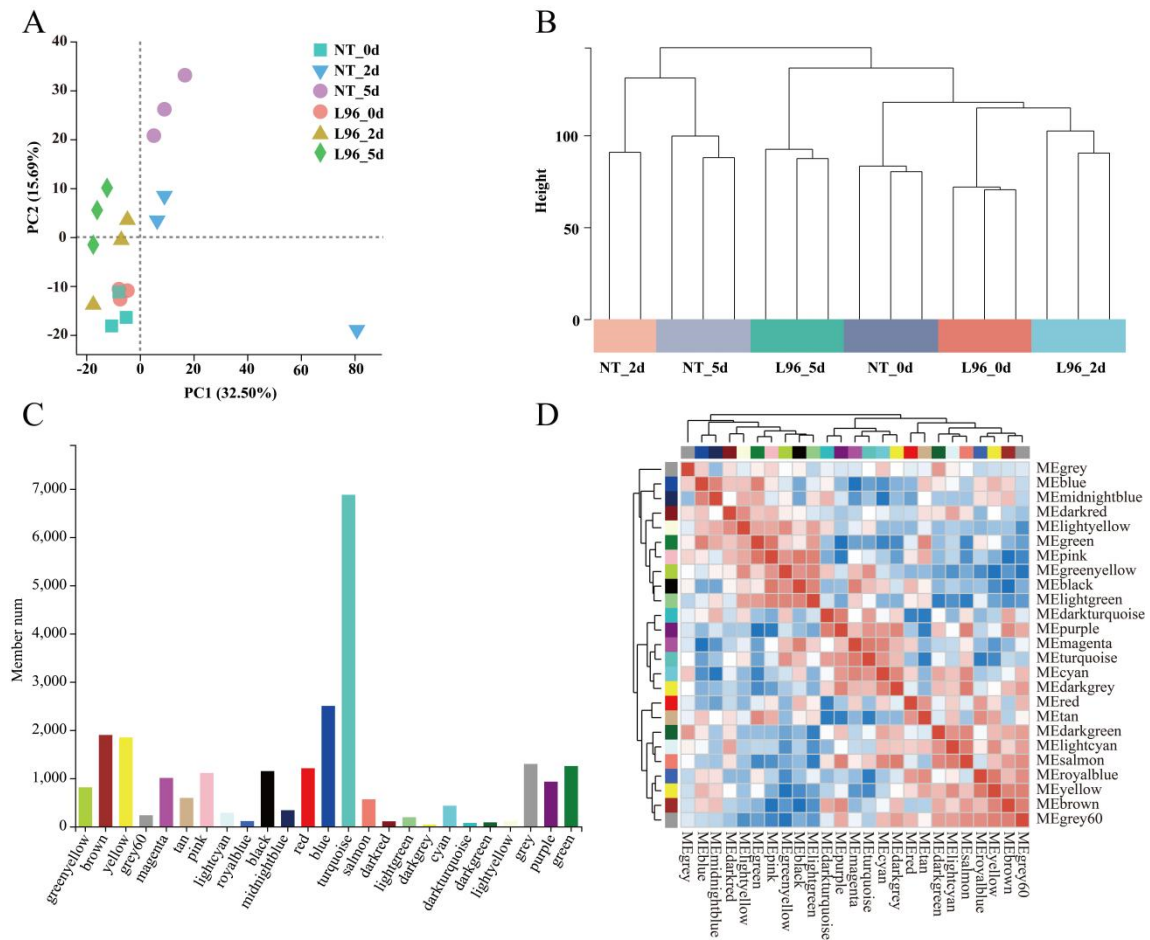 A
40
30
20
10
0
-10
-20
-20
0
20
40
60
80
PC2 (15.69%)
PC1 (32.50%)
NT_0d
NT_2d
NT_5d
L96_0d
L96_2d
L96_5d
B
Height
100
50
0
NT_2d
NT_5d
L96_5d
NT_0d
L96_0d
L96_2d
C
Member num
7,000
6,000
5,000
4,000
3,000
2,000
1,000
0
greenyellow
brown
yellow
grey60
magenta
tan
pink
lightcyan
royalblue
black
midnightblue
red
blue
turquoise
salmon
darkred
lightgreen
darkgrey
cyan
darkturquoise
darkgreen
lightyellow
grey
purple
green
D
MEgrey
MEblue
MEmidnightblue
MEdarkred
MElightyellow
MEgreen
MEpink
MEgreenyellow
MEblack
MElightgreen
MEdarkturquoise
MEpurple
MEmagenta
MEturquoise
MEcyan
MEdarkgrey
MEred
MEtan
MEdarkgreen
MElightcyan
MEsalmon
MEroyalblue
MEyellow
MEbrown
MEgrey60
MEgrey
MEblue
MEmidnightblue
MEdarkred
MElightyellow
MEgreen
MEpink
MEgreenyellow
MEblack
MElightgreen
MEdarkturquoise
MEpurple
MEmagenta
MEturquoise
MEcyan
MEdarkgrey
MEred
MEtan
MEdarkgreen
MElightcyan
MEsalmon
MEroyalblue
MEyellow
MEbrown
MEgrey60